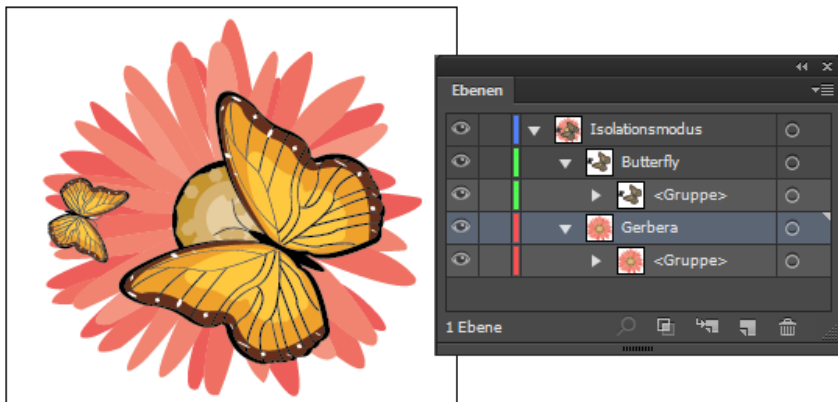 Ebenen
Isolationsmodus
Butterfly
<Gruppe>
Gerbera
<Gruppe>
1 Ebene